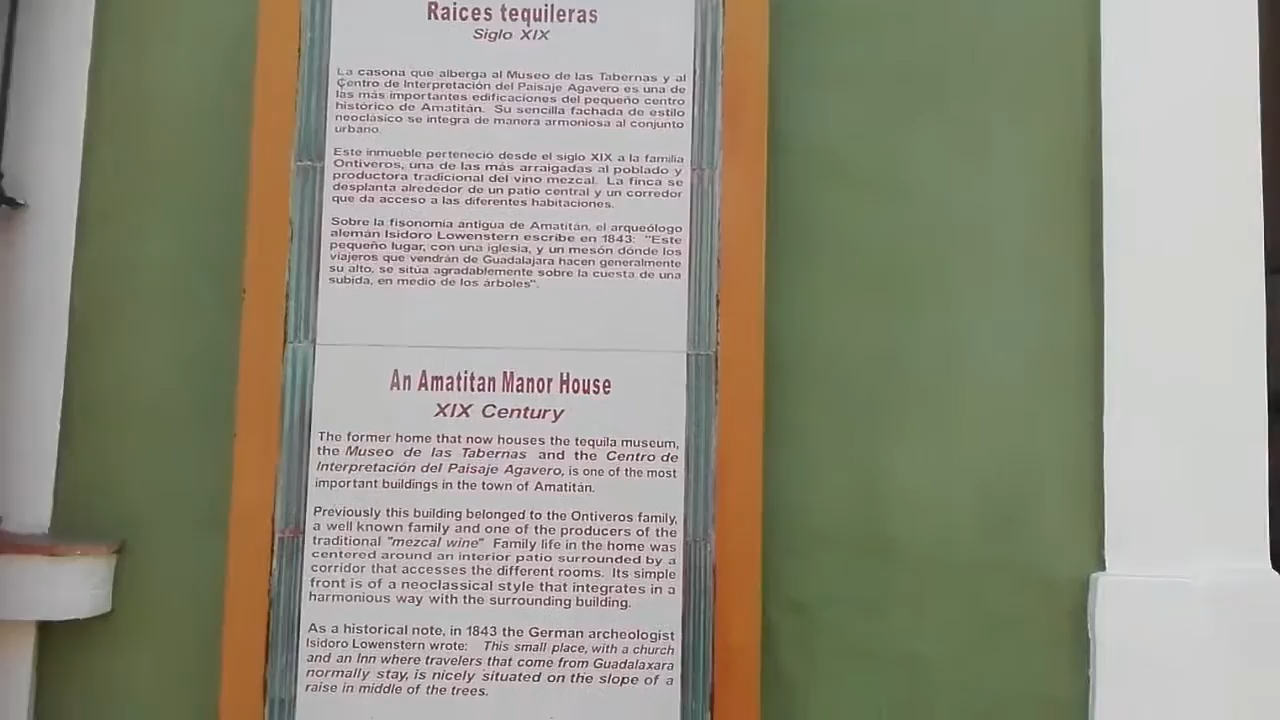 Raices tequileras
Siglo XIX
La casona que alberga al Museo de las Tabernas y al
Centro de Interpretación del Paisaje Agavero es una de
las más importantes edificaciones del pequeño centro
histórico de Amatitán. Su sencilla fachada de estilo
neoclásico se integra de manera armoniosa al conjunto
urbano.
Este inmueble perteneció desde el siglo XIX a la familia
Ontiveros, una de las más arraigadas al poblado y
productora tradicional del vino mezcal. La finca se
desplanta alrededor de un patio central y un corredor
que da acceso a las diferentes habitaciones.
Sobre la fisonomía antigua de Amatitán, el arqueólogo
alemán Isidoro Lowenstern escribe en 1843: "Este
pequeño lugar, con una iglesia, y un mesón dónde los
viajeros que vendrán de Guadalajara hacen generalmente
su alto, se sitúa agradablemente sobre la cuesta de una
subida, en medio de los árboles".
An Amatitan Manor House
XIX Century
The former home that now houses the tequila museum,
the Museo de las Tabernas and the Centro de
Interpretación del Paisaje Agavero, is one of the most
important buildings in the town of Amatitán.
Previously this building belonged to the Ontiveros family,
a well known family and one of the producers of the
traditional "mezcal wine" Family life in the home was
centered around an interior patio surrounded by a
corridor that accesses the different rooms. Its simple
front is of a neoclassical style that integrates in a
harmonious way with the surrounding building.
As a historical note, in 1843 the German archeologist
Isidoro Lowenstern wrote: This small place, with a church
and an Inn where travelers that come from Guadalaxara
normally stay, is nicely situated on the slope of a
raise in middle of the trees.